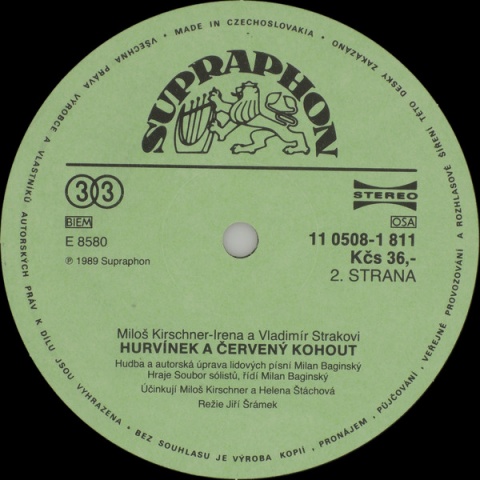 VŠECHNA PRÁVA VÝROBCE A VLASTNÍKŮ AUTORSKÝCH PRÁV K DÍLU JSOU VYHRAZENA • BEZ SOUHLASU JE VÝROBA KOPIÍ, PRONÁJEM, PŮJČOVÁNÍ, VEŘEJNÉ PROVOZOVÁNÍ A ROZHLASOVÉ ŠÍŘENÍ TÉTO DESKY ZAKÁZÁNO • MADE IN CZECHOSLOVAKIA •
SUPRAPHON
33
STEREO
BIEM
OSA
E 8580
11 0508-1 811
Kčs 36,-
℗ 1989 Supraphon
2. STRANA
Miloš Kirschner-Irena a Vladimír Strakovi
HURVÍNEK A ČERVENÝ KOHOUT
Hudba a autorská úprava lidových písní Milan Baginský
Hraje Soubor sólistů, řídí Milan Baginský
Účinkují Miloš Kirschner a Helena Štáchová
Režie Jiří Šrámek